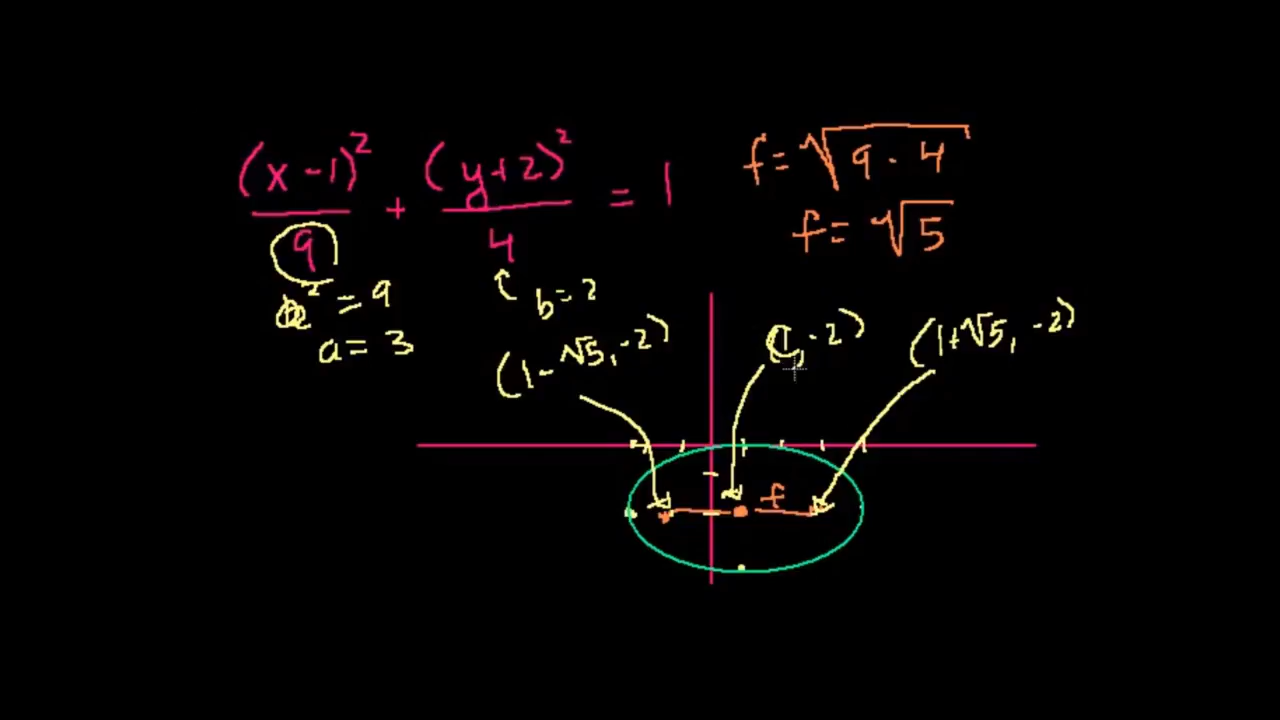 (x-1)²/9 + (y+2)²/4 = 1
f = √9 - 4
f = √5
a² = 9
a = 3
b = 2
(1-√5, -2)
(1, -2)
(1+√5, -2)
f